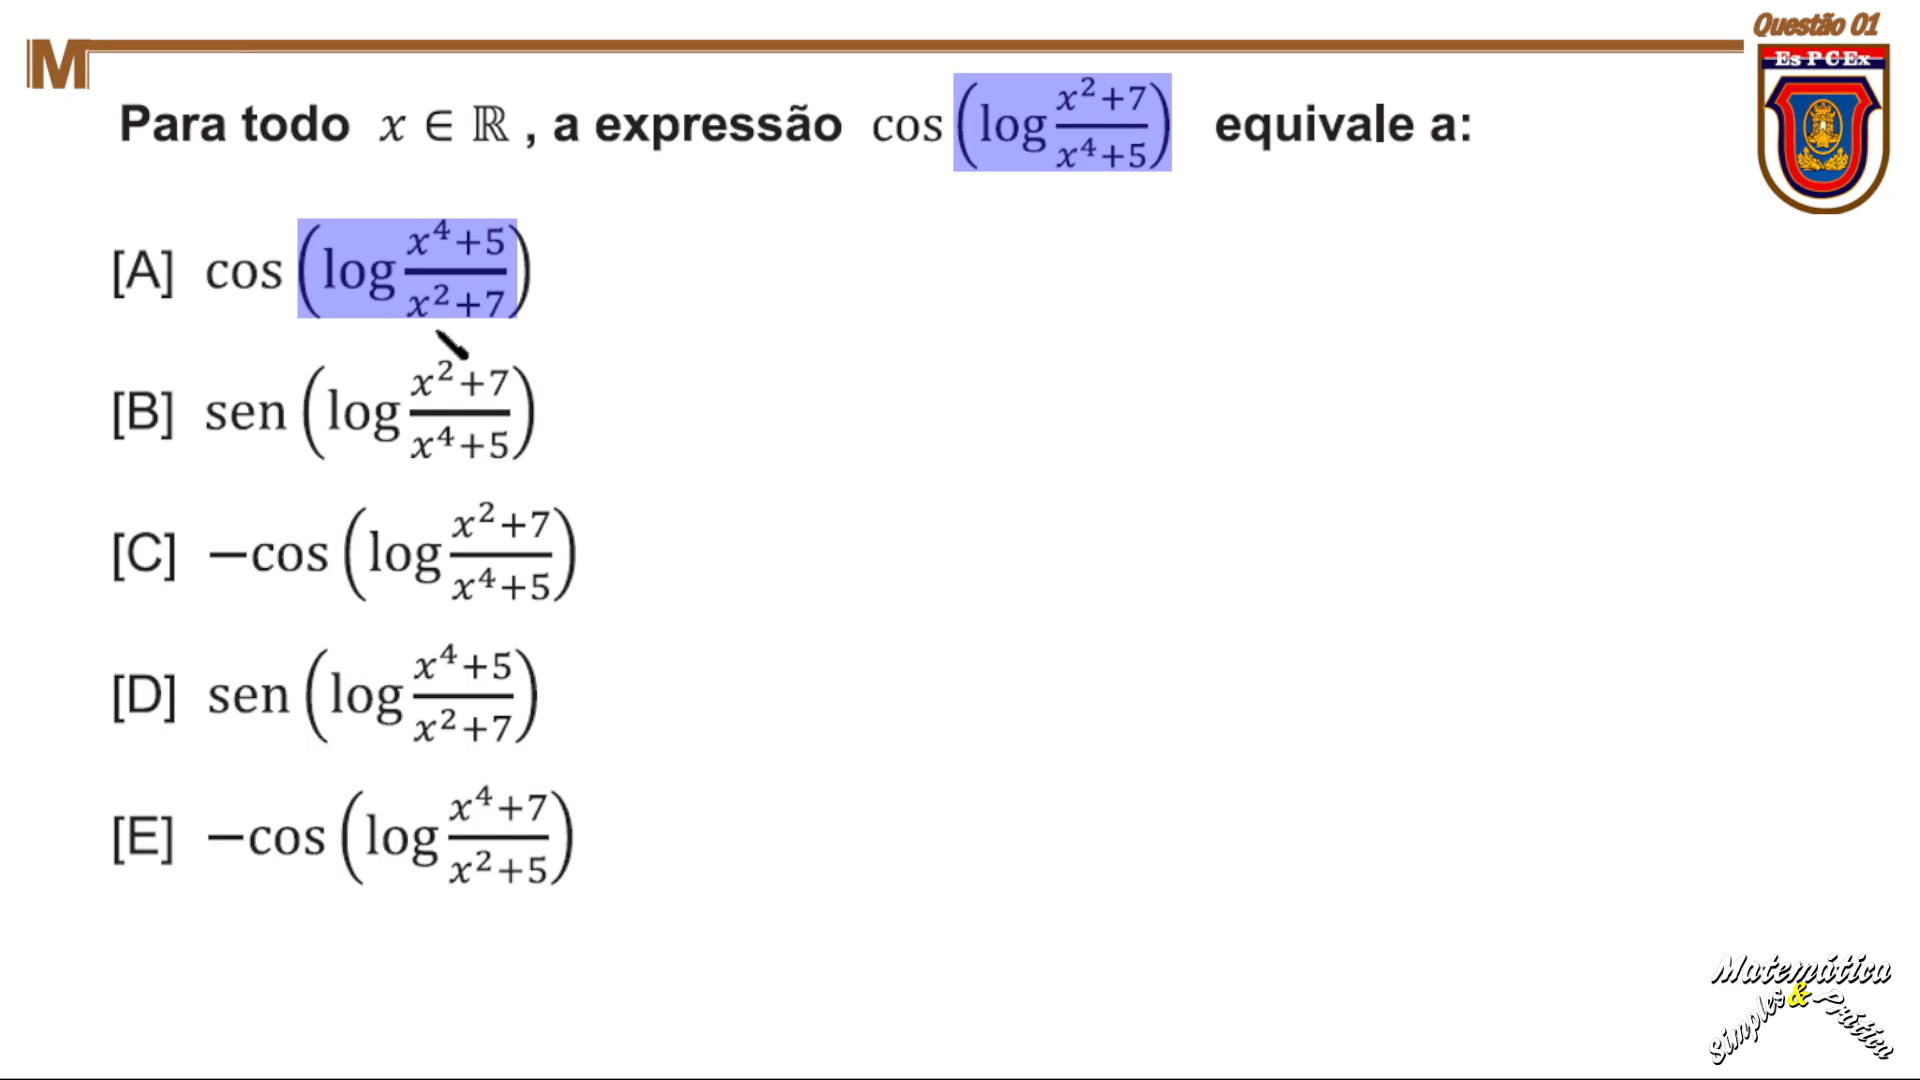 Questão 01
M
EsPCEx
Para todo x ∈ ℝ , a expressão cos(log (x²+7)/(x⁴+5)) equivale a:
[A] cos(log (x⁴+5)/(x²+7))
[B] sen(log (x²+7)/(x⁴+5))
[C] −cos(log (x²+7)/(x⁴+5))
[D] sen(log (x⁴+5)/(x²+7))
[E] −cos(log (x⁴+7)/(x²+5))
Matemática
Simples & Prática